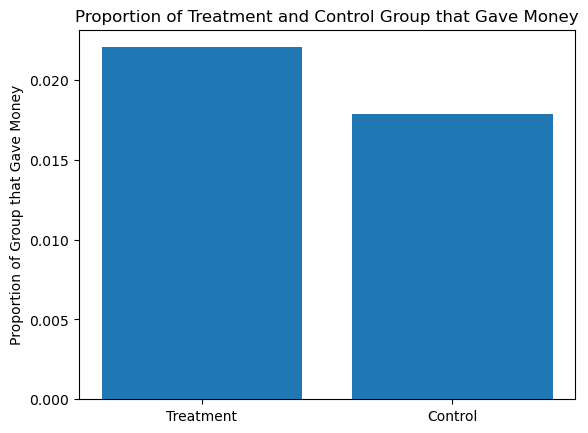 Proportion of Treatment and Control Group that Gave Money
Proportion of Group that Gave Money
0.020
0.015
0.010
0.005
0.000
Treatment
Control